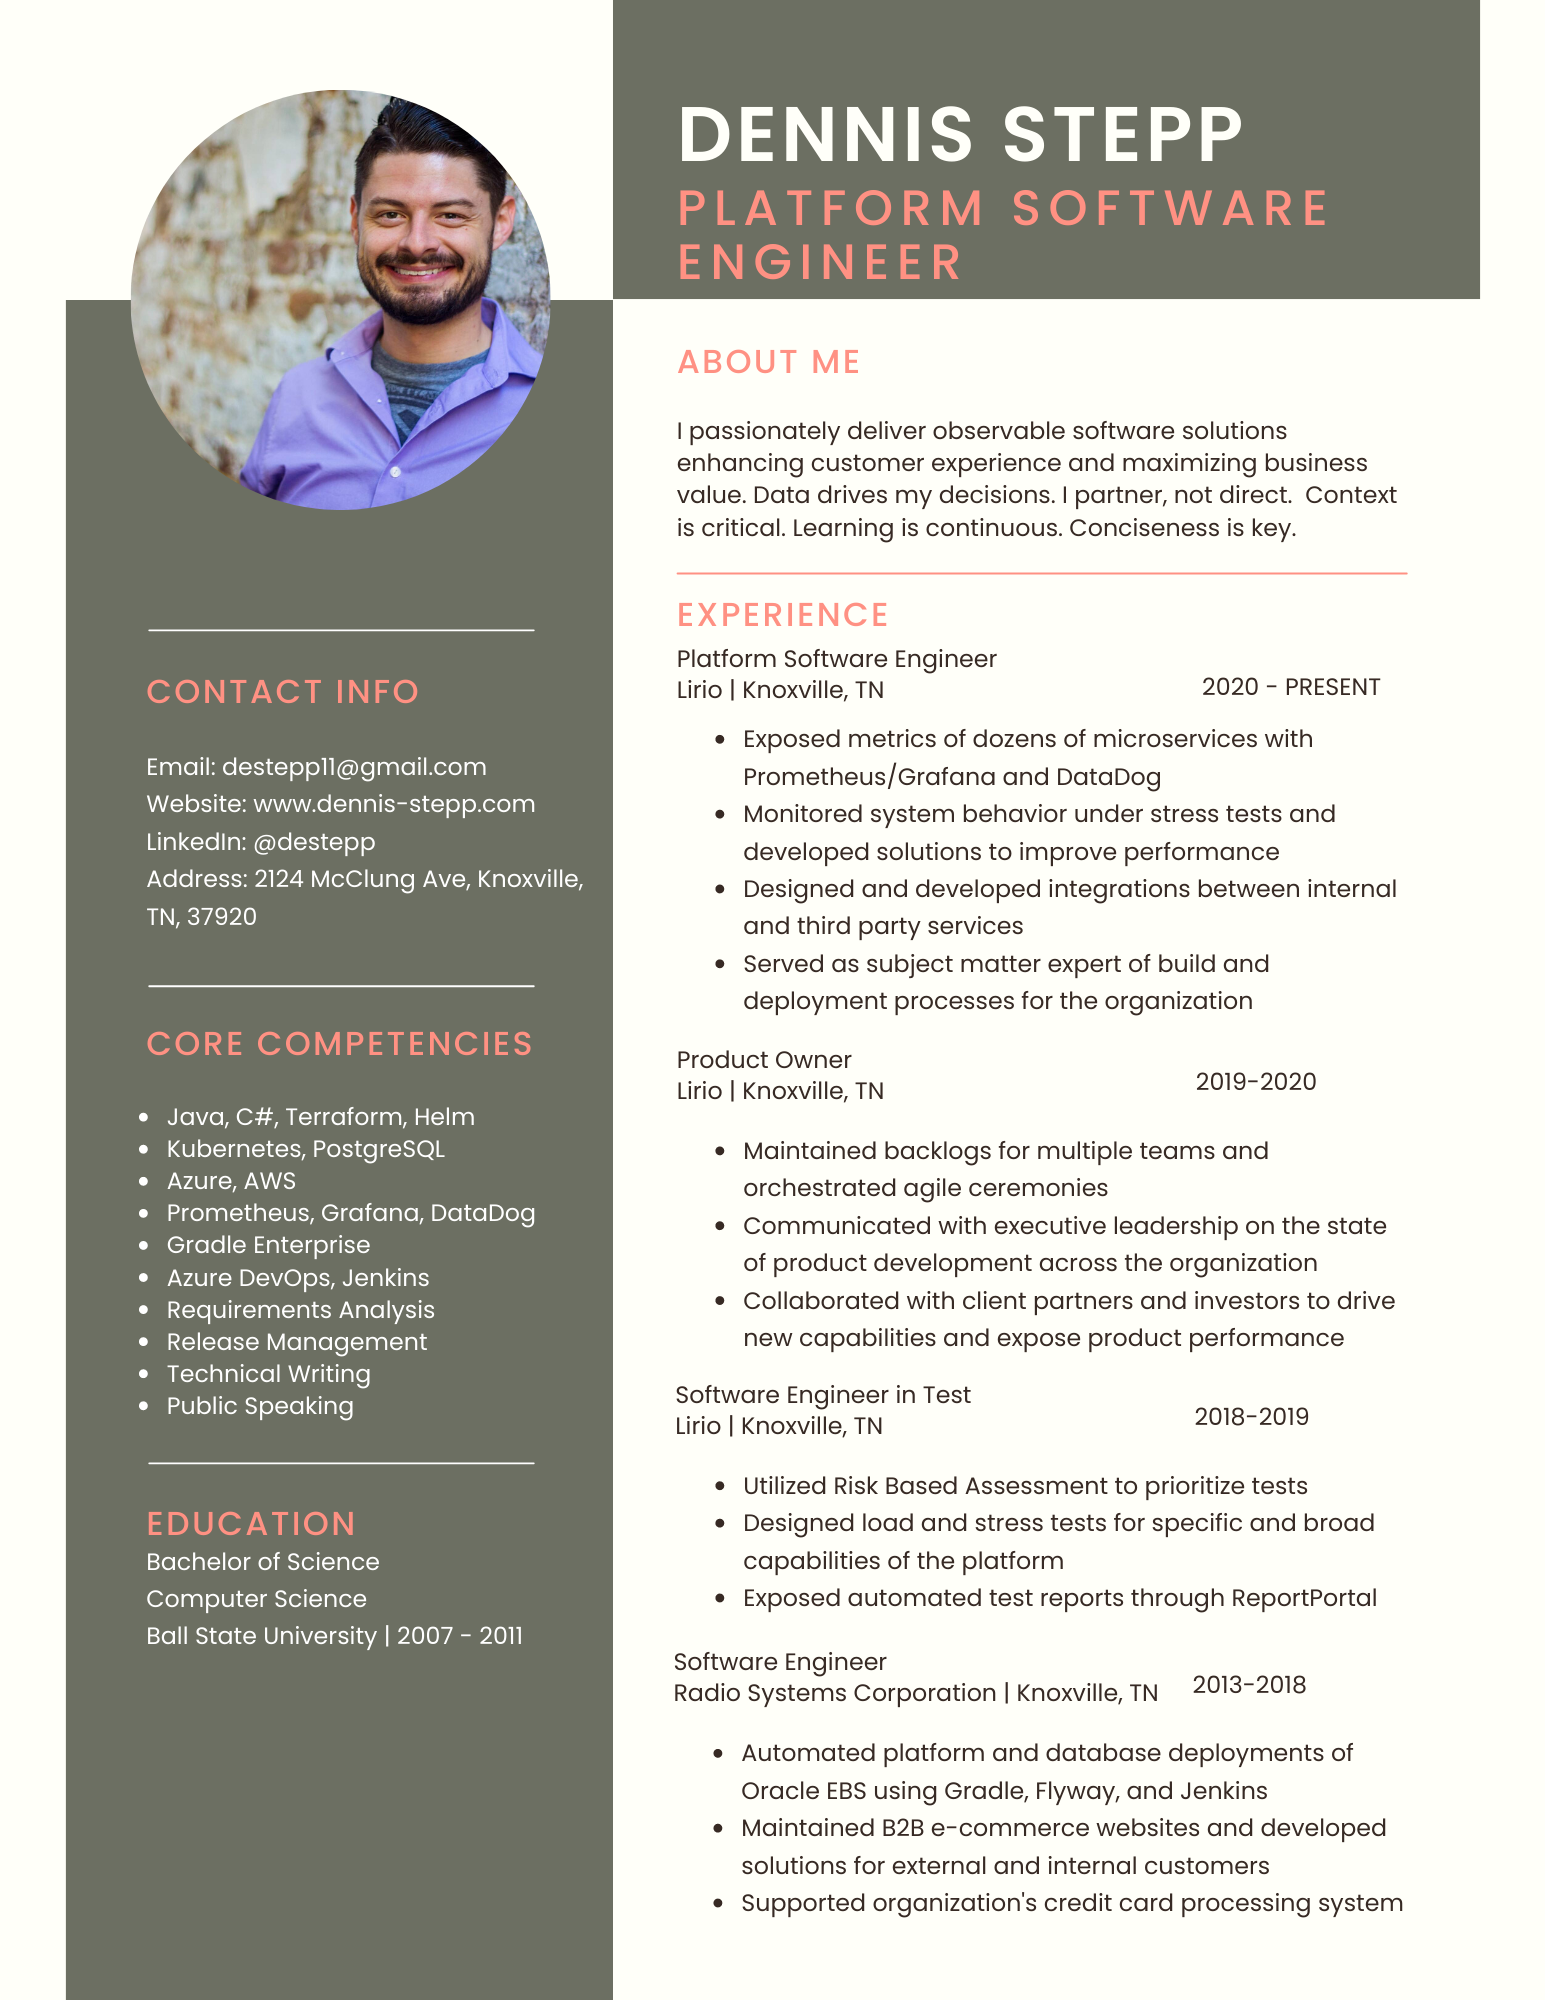 DENNIS STEPP
PLATFORM SOFTWARE
ENGINEER
CONTACT INFO
Email: destepp11@gmail.com
Website: www.dennis-stepp.com
LinkedIn: @destepp
Address: 2124 McClung Ave, Knoxville,
TN, 37920
CORE COMPETENCIES
• Java, C#, Terraform, Helm
• Kubernetes, PostgreSQL
• Azure, AWS
• Prometheus, Grafana, DataDog
• Gradle Enterprise
• Azure DevOps, Jenkins
• Requirements Analysis
• Release Management
• Technical Writing
• Public Speaking
EDUCATION
Bachelor of Science
Computer Science
Ball State University | 2007 - 2011
ABOUT ME
I passionately deliver observable software solutions
enhancing customer experience and maximizing business
value. Data drives my decisions. I partner, not direct.  Context
is critical. Learning is continuous. Conciseness is key.
EXPERIENCE
Platform Software Engineer
Lirio | Knoxville, TN
2020 - PRESENT
• Exposed metrics of dozens of microservices with
Prometheus/Grafana and DataDog
• Monitored system behavior under stress tests and
developed solutions to improve performance
• Designed and developed integrations between internal
and third party services
• Served as subject matter expert of build and
deployment processes for the organization
Product Owner
Lirio | Knoxville, TN
2019-2020
• Maintained backlogs for multiple teams and
orchestrated agile ceremonies
• Communicated with executive leadership on the state
of product development across the organization
• Collaborated with client partners and investors to drive
new capabilities and expose product performance
Software Engineer in Test
Lirio | Knoxville, TN
2018-2019
• Utilized Risk Based Assessment to prioritize tests
• Designed load and stress tests for specific and broad
capabilities of the platform
• Exposed automated test reports through ReportPortal
Software Engineer
Radio Systems Corporation | Knoxville, TN
2013-2018
• Automated platform and database deployments of
Oracle EBS using Gradle, Flyway, and Jenkins
• Maintained B2B e-commerce websites and developed
solutions for external and internal customers
• Supported organization's credit card processing system